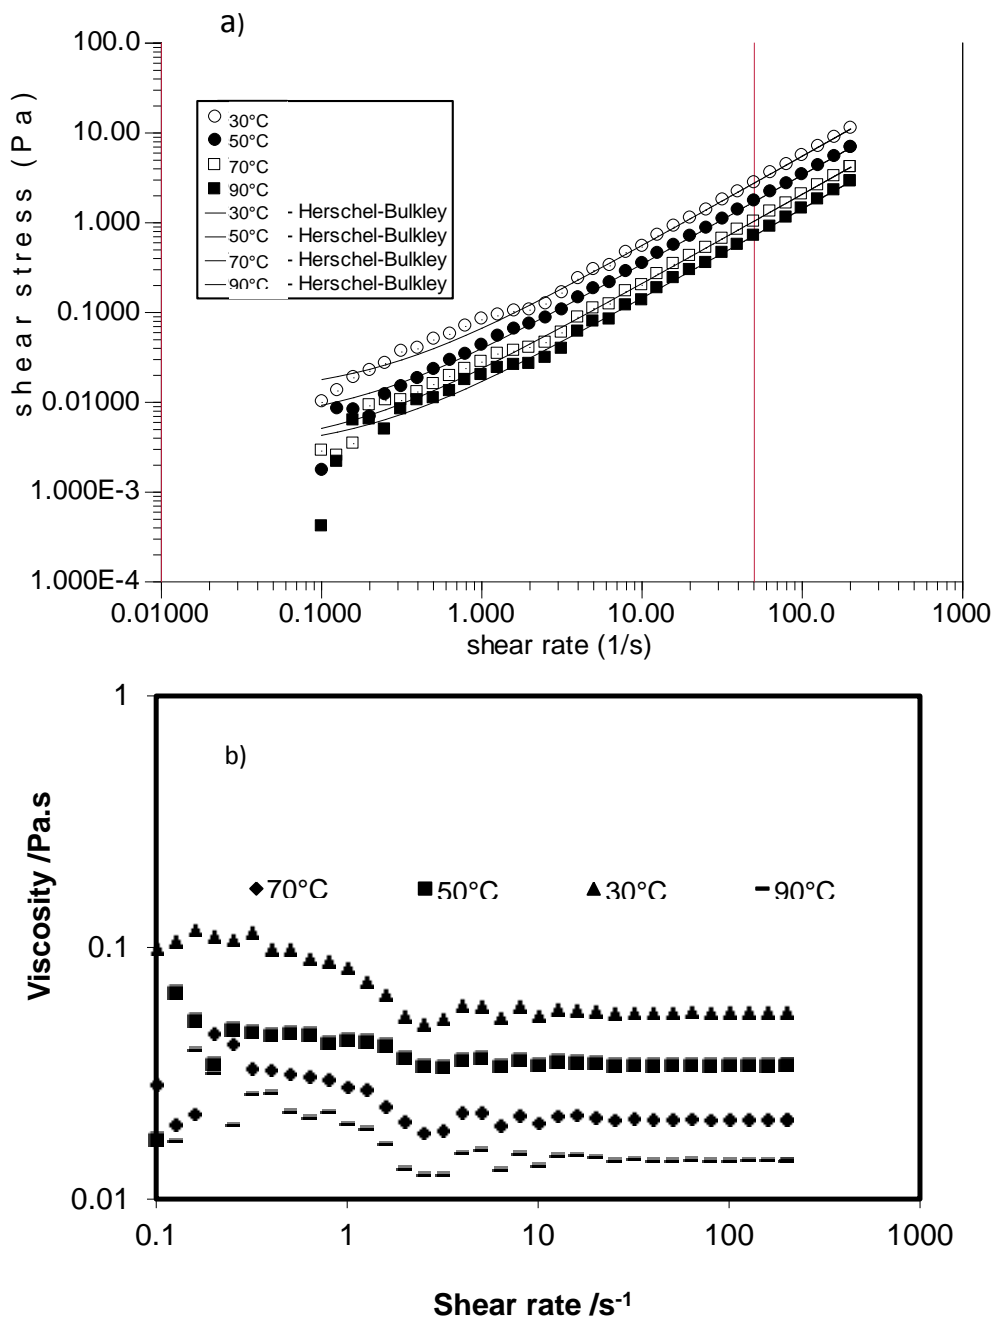 a)
100.0
10.00
1.000
0.1000
0.01000
1.000E-3
1.000E-4
shear stress (Pa)
30°C
50°C
70°C
90°C
30°C - Herschel-Bulkley
50°C - Herschel-Bulkley
70°C - Herschel-Bulkley
90°C - Herschel-Bulkley
0.01000 0.1000 1.000 10.00 100.0 1000
shear rate (1/s)
b)
1
0.1
0.01
Viscosity /Pa.s
70°C 50°C 30°C 90°C
0.1 1 10 100 1000
Shear rate /s-1